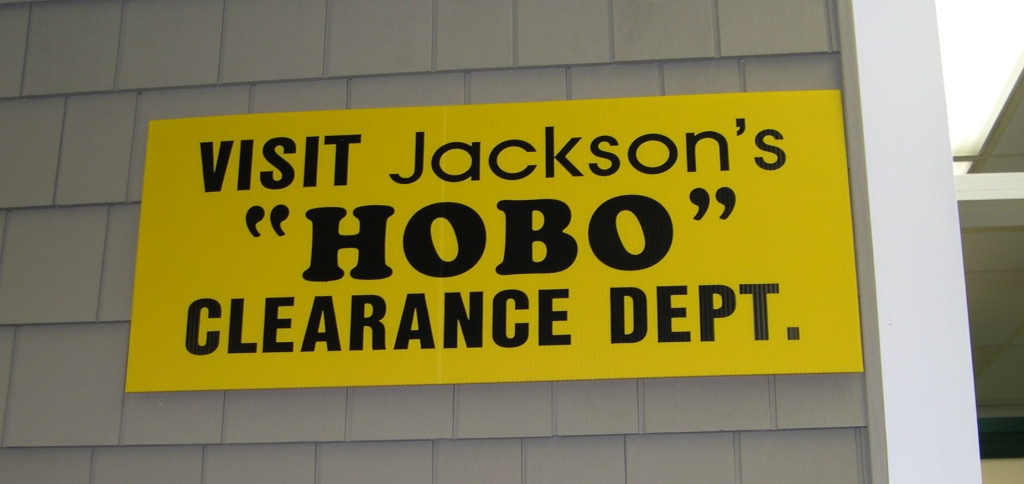 VISIT Jackson's
"HOBO"
CLEARANCE DEPT.